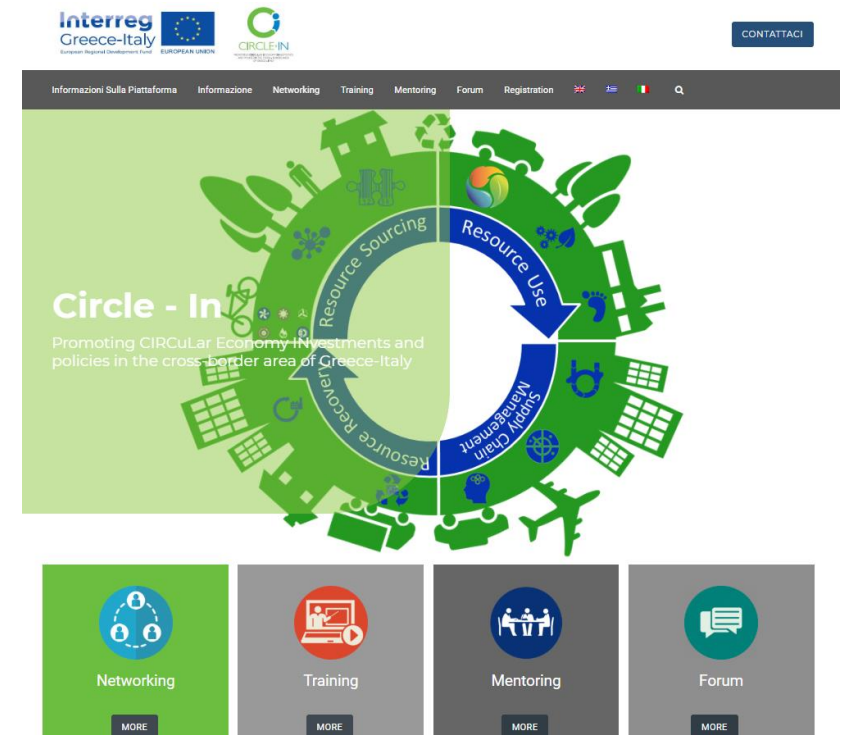 Interreg
Greece-Italy
European Regional Development Fund EUROPEAN UNION
CIRCLE-IN
CONTATTACI
Informazioni Sulla Piattaforma Informazione Networking Training Mentoring Forum Registration
Resource Sourcing
Resource Use
Circle - In
Promoting CIRCuLar Economy INvestments and
policies in the cross-border area of Greece-Italy
Resource Recovery
Supply Chain
Management
Networking Training Mentoring Forum
MORE MORE MORE MORE